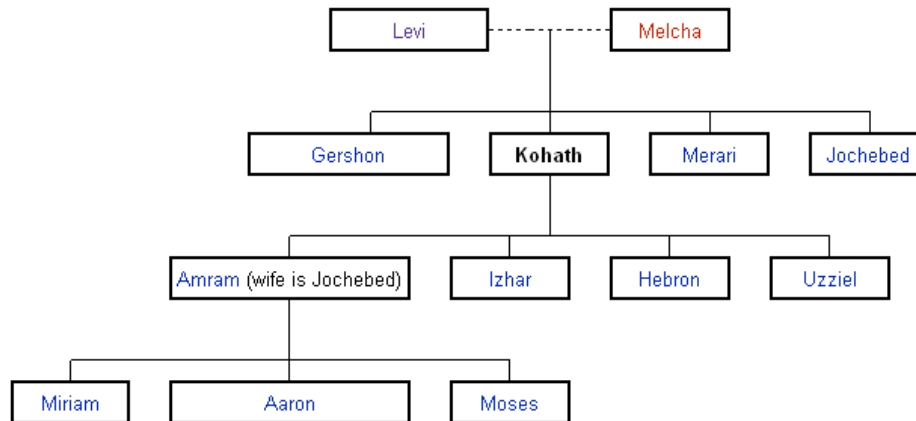 Levi
Melcha
Gershon
Kohath
Merari
Jochebed
Amram (wife is Jochebed)
Izhar
Hebron
Uzziel
Miriam
Aaron
Moses